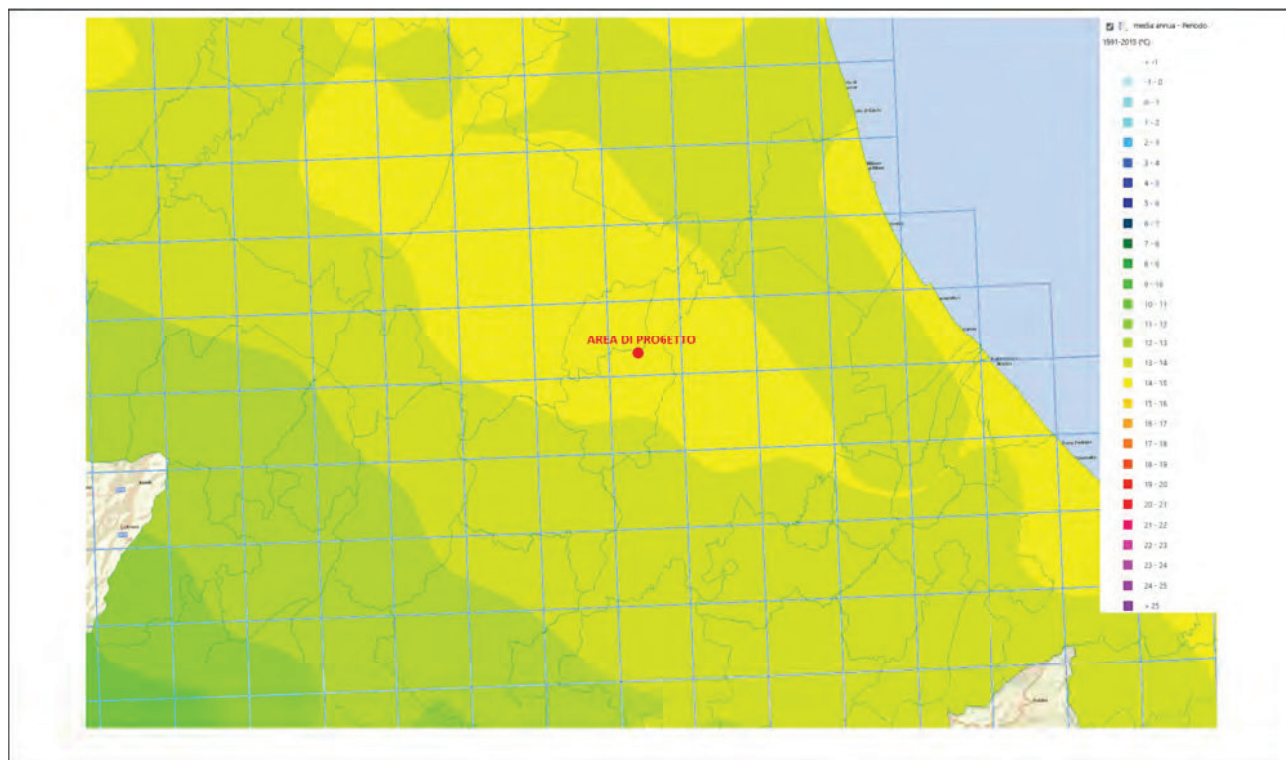 media annua - Periodo
1991-2015 (°C)
< -1
-1 - 0
0 - 1
1 - 2
2 - 3
3 - 4
4 - 5
5 - 6
6 - 7
7 - 8
8 - 9
9 - 10
10 - 11
11 - 12
12 - 13
13 - 14
14 - 15
15 - 16
16 - 17
17 - 18
18 - 19
19 - 20
20 - 21
21 - 22
22 - 23
23 - 24
24 - 25
> 25
AREA DI PROGETTO